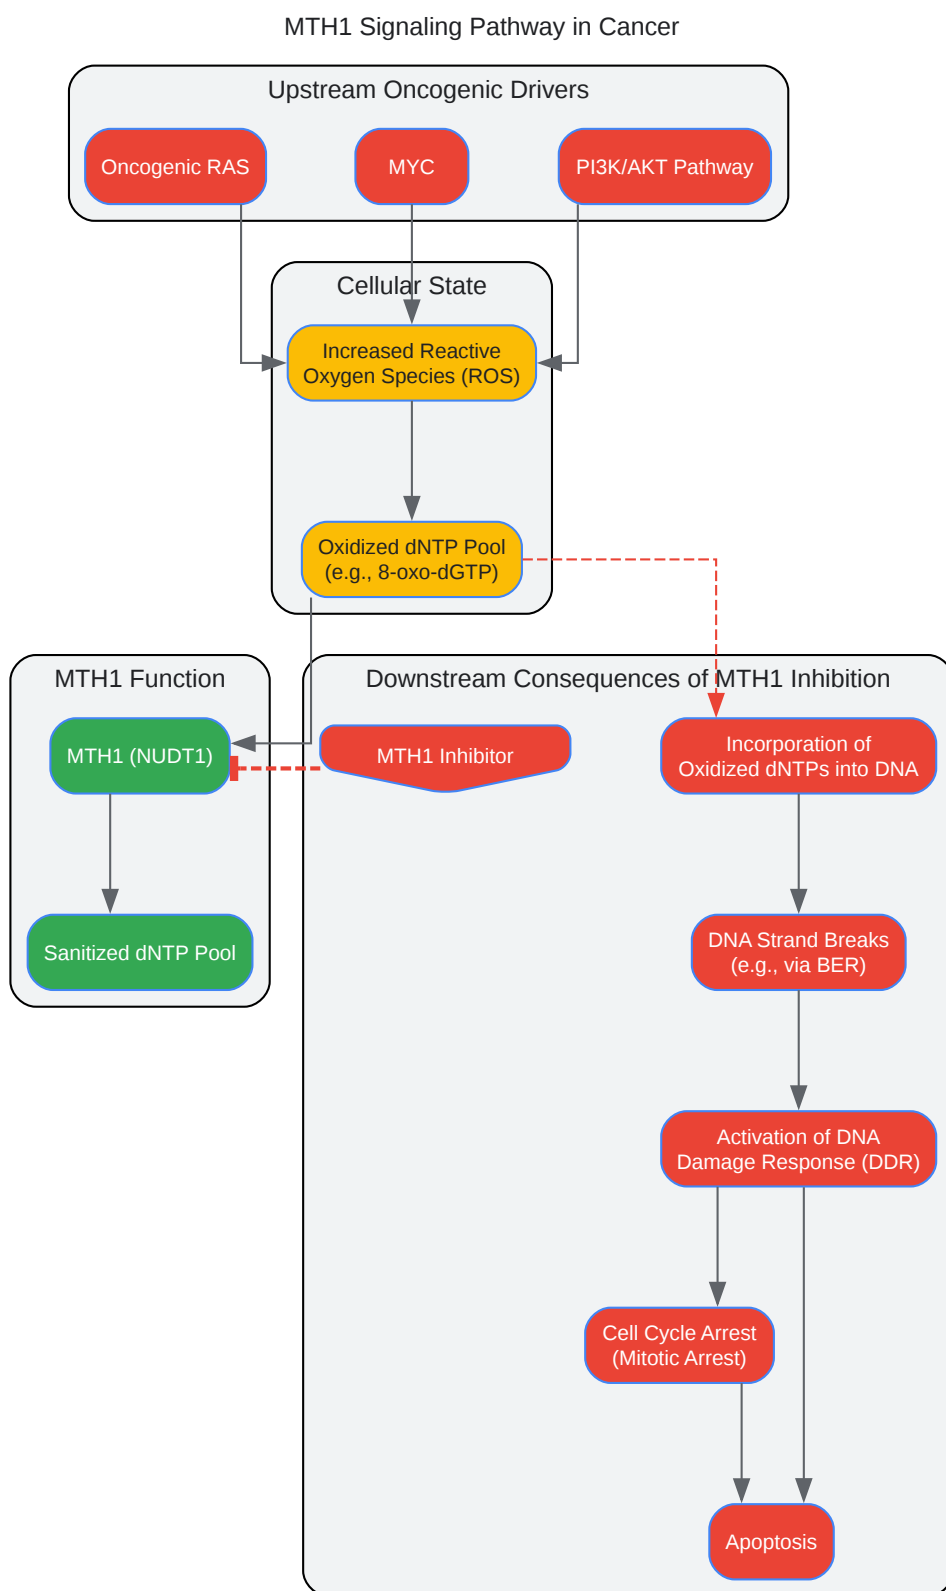 MTH1 Signaling Pathway in Cancer
Upstream Oncogenic Drivers
Oncogenic RAS
MYC
PI3K/AKT Pathway
Cellular State
Increased Reactive
Oxygen Species (ROS)
Oxidized dNTP Pool
(e.g., 8-oxo-dGTP)
MTH1 Function
MTH1 (NUDT1)
Sanitized dNTP Pool
Downstream Consequences of MTH1 Inhibition
MTH1 Inhibitor
Incorporation of
Oxidized dNTPs into DNA
DNA Strand Breaks
(e.g., via BER)
Activation of DNA
Damage Response (DDR)
Cell Cycle Arrest
(Mitotic Arrest)
Apoptosis